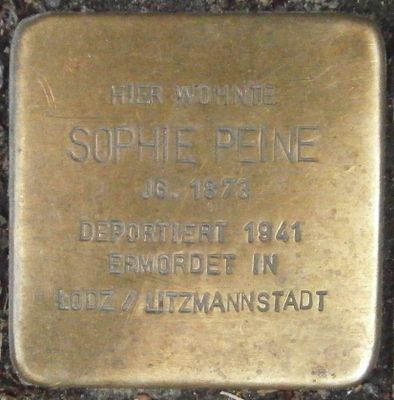 HIER WOHNTE
SOPHIE PEINE
JG. 1873
DEPORTIERT 1941
ERMORDET IN
LODZ / LITZMANNSTADT